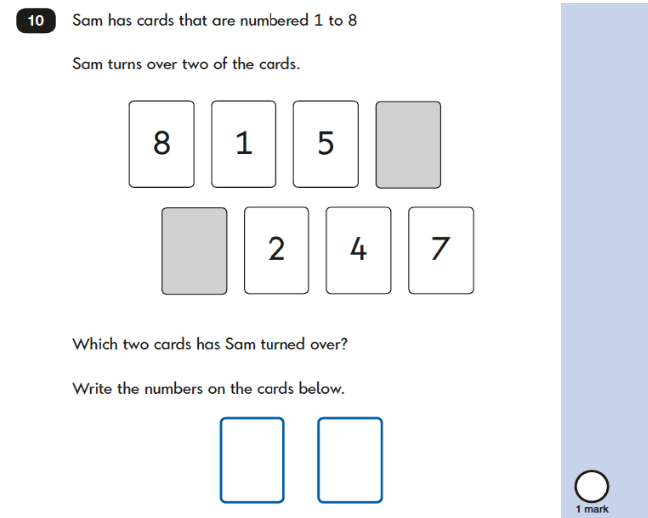 10 Sam has cards that are numbered 1 to 8
Sam turns over two of the cards.
8 1 5
2 4 7
Which two cards has Sam turned over?
Write the numbers on the cards below.
1 mark